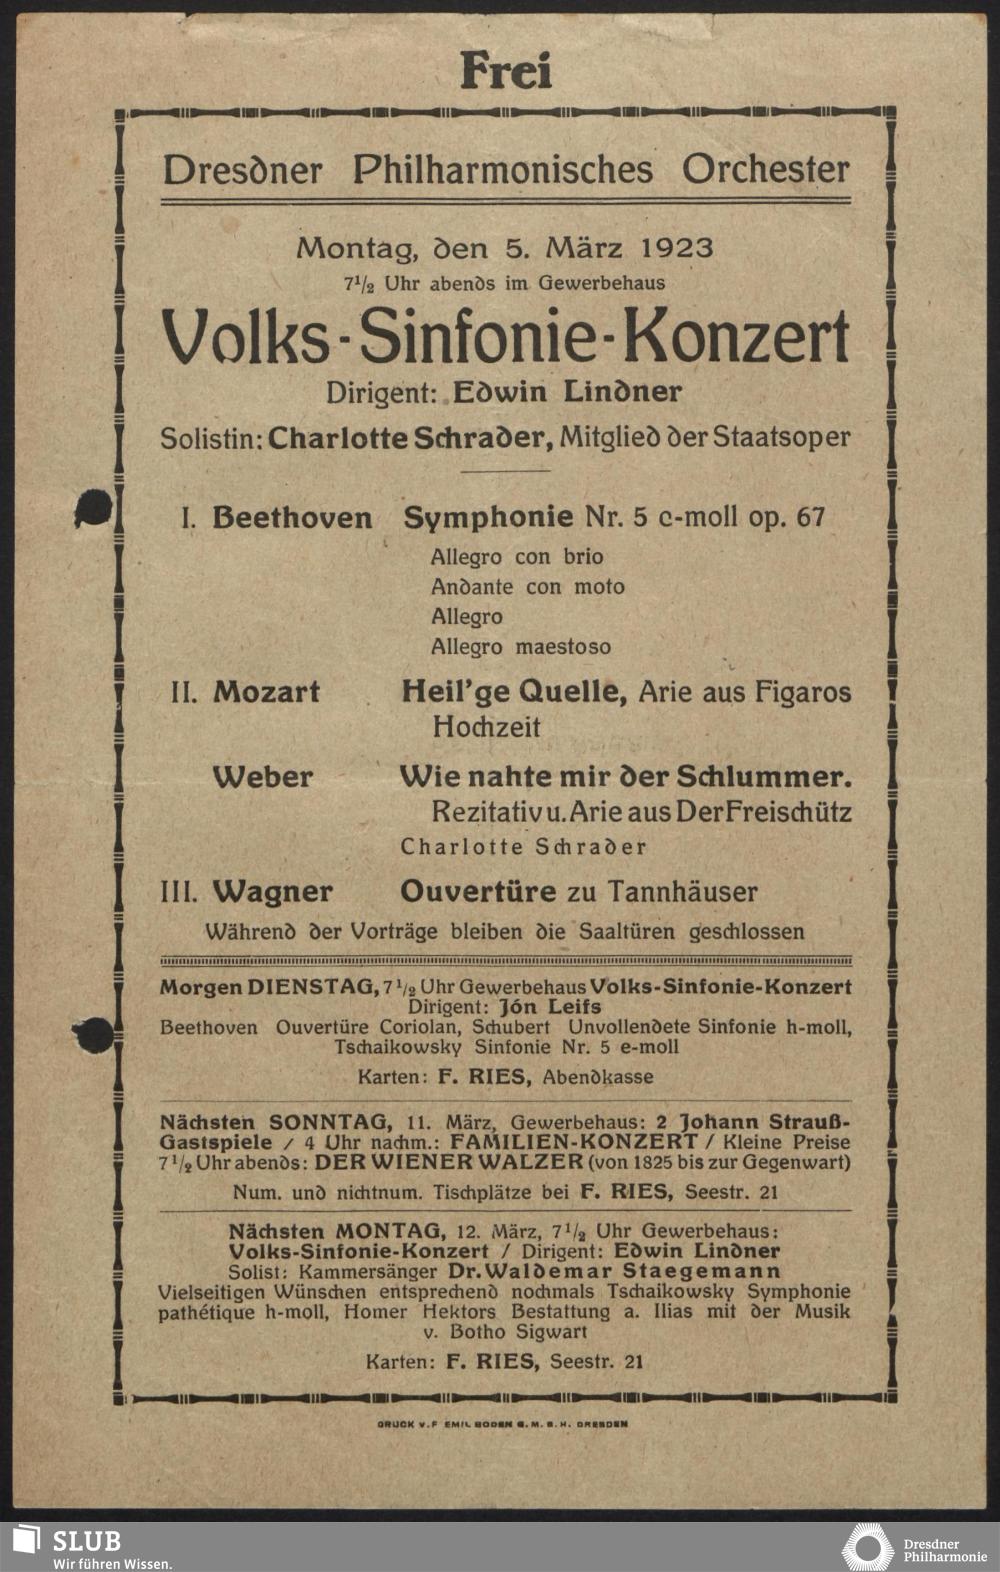 Frei
Dresdner Philharmonisches Orchester
Montag, den 5. März 1923
7½ Uhr abends im Gewerbehaus
Volks-Sinfonie-Konzert
Dirigent: Edwin Lindner
Solistin: Charlotte Schrader, Mitglied der Staatsoper
I. Beethoven Symphonie Nr. 5 c-moll op. 67
Allegro con brio
Andante con moto
Allegro
Allegro maestoso
II. Mozart Heil'ge Quelle, Arie aus Figaros
Hochzeit
Weber Wie nahte mir der Schlummer.
Rezitativ u. Arie aus Der Freischütz
Charlotte Schrader
III. Wagner Ouvertüre zu Tannhäuser
Während der Vorträge bleiben die Saaltüren geschlossen
Morgen DIENSTAG, 7½ Uhr Gewerbehaus Volks-Sinfonie-Konzert
Dirigent: Jón Leifs
Beethoven Ouvertüre Coriolan, Schubert Unvollendete Sinfonie h-moll,
Tschaikowsky Sinfonie Nr. 5 e-moll
Karten: F. RIES, Abendkasse
Nächsten SONNTAG, 11. März, Gewerbehaus: 2 Johann Strauß-
Gastspiele / 4 Uhr nachm.: FAMILIEN-KONZERT / Kleine Preise
7½ Uhr abends: DER WIENER WALZER (von 1825 bis zur Gegenwart)
Num. und nichtnum. Tischplätze bei F. RIES, Seestr. 21
Nächsten MONTAG, 12. März, 7½ Uhr Gewerbehaus:
Volks-Sinfonie-Konzert / Dirigent: Edwin Lindner
Solist: Kammersänger Dr. Waldemar Staegemann
Vielseitigen Wünschen entsprechend nochmals Tschaikowsky Symphonie
pathétique h-moll, Homer Hektors Bestattung a. Ilias mit der Musik
v. Botho Sigwart
Karten: F. RIES, Seestr. 21
DRUCK v. F EMIL BODEN G.M.B.H. DRESDEN
SLUB
Wir führen Wissen.
Dresdner
Philharmonie